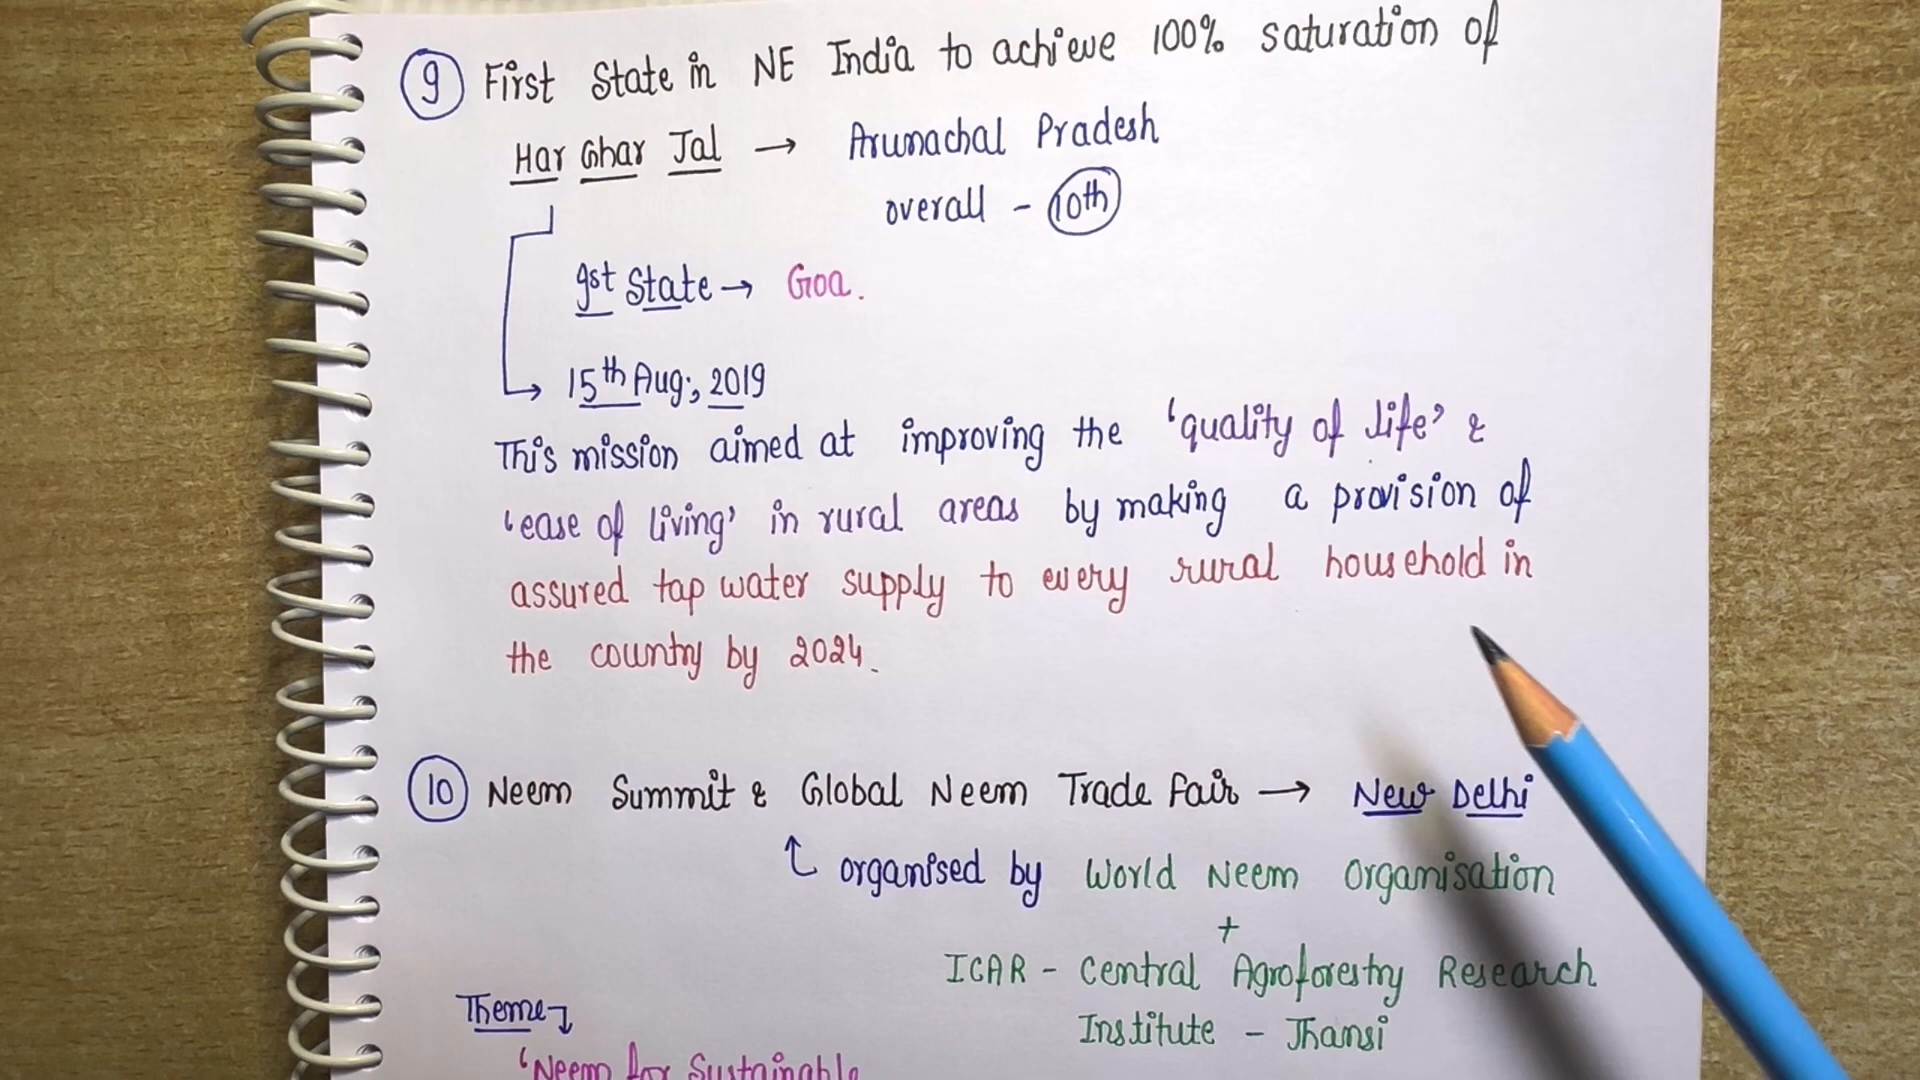 9 First State in NE India to achieve 100% saturation of
Har Ghar Jal → Arunachal Pradesh
overall - 10th
1st State → Goa.
→ 15th Aug, 2019
This mission aimed at improving the 'quality of life' &
'ease of living' in rural areas by making a provision of
assured tap water supply to every rural household in
the country by 2024.
10 Neem Summit & Global Neem Trade Fair → New Delhi
↑ organised by World Neem Organisation
+
ICAR - Central Agroforestry Research
Institute - Jhansi
Theme
'Neem for Sustainable